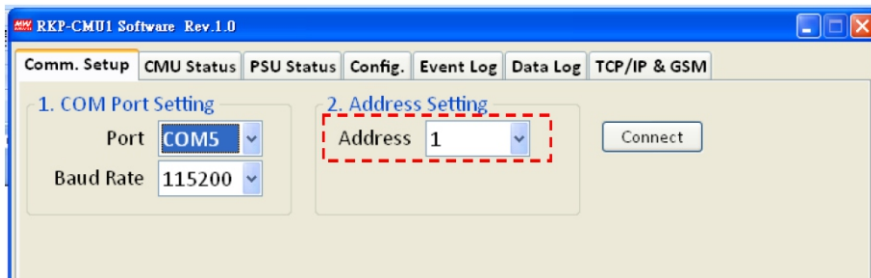 MW RKP-CMU1 Software Rev.1.0
Comm. Setup CMU Status PSU Status Config. Event Log Data Log TCP/IP & GSM
1. COM Port Setting 2. Address Setting
Port COM5 Address 1 Connect
Baud Rate 115200